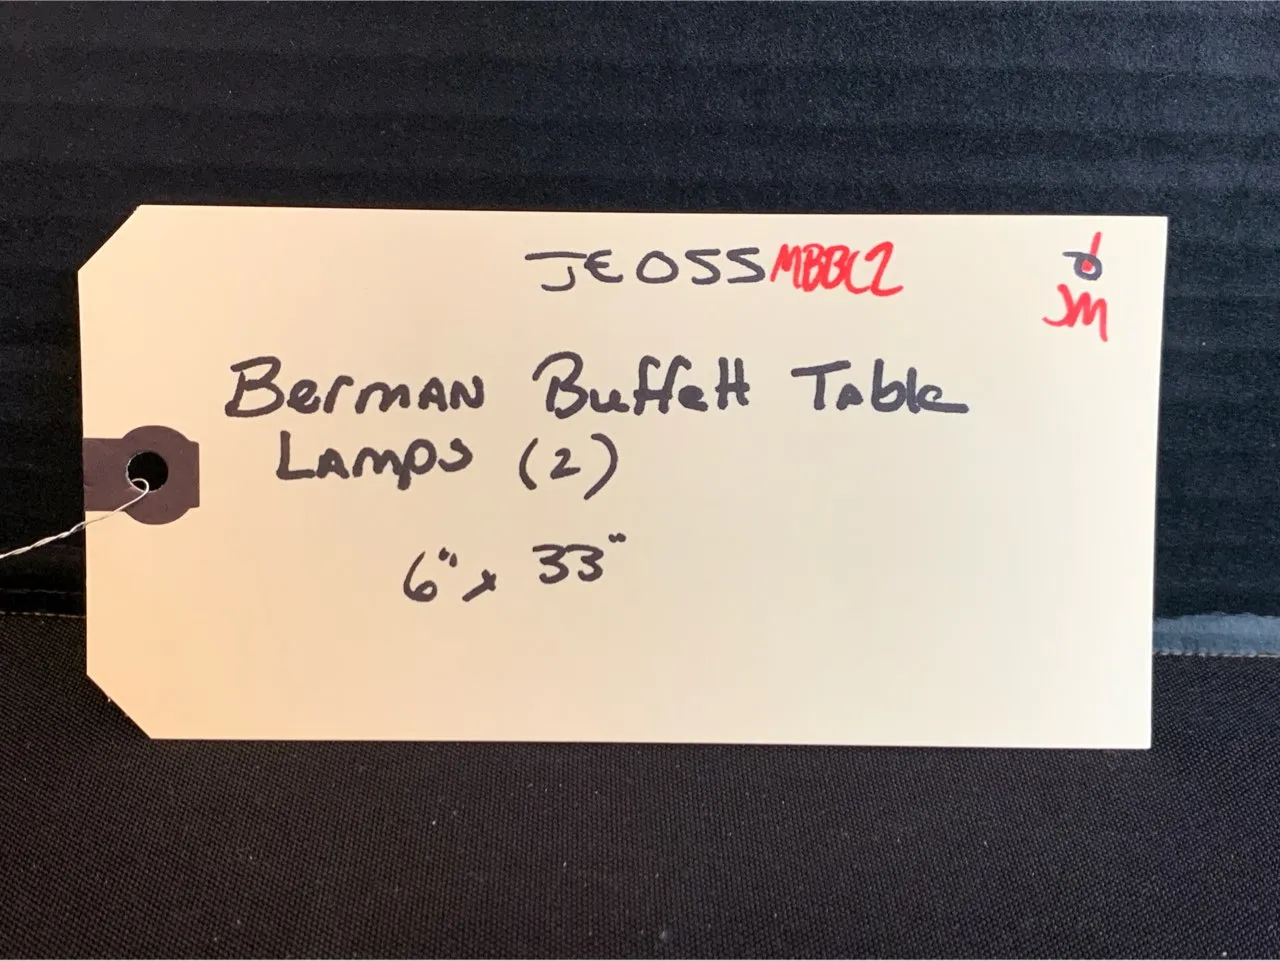 JE055MBBC2
JM
Berman Buffett Table
Lamps (2)
6" x 33"